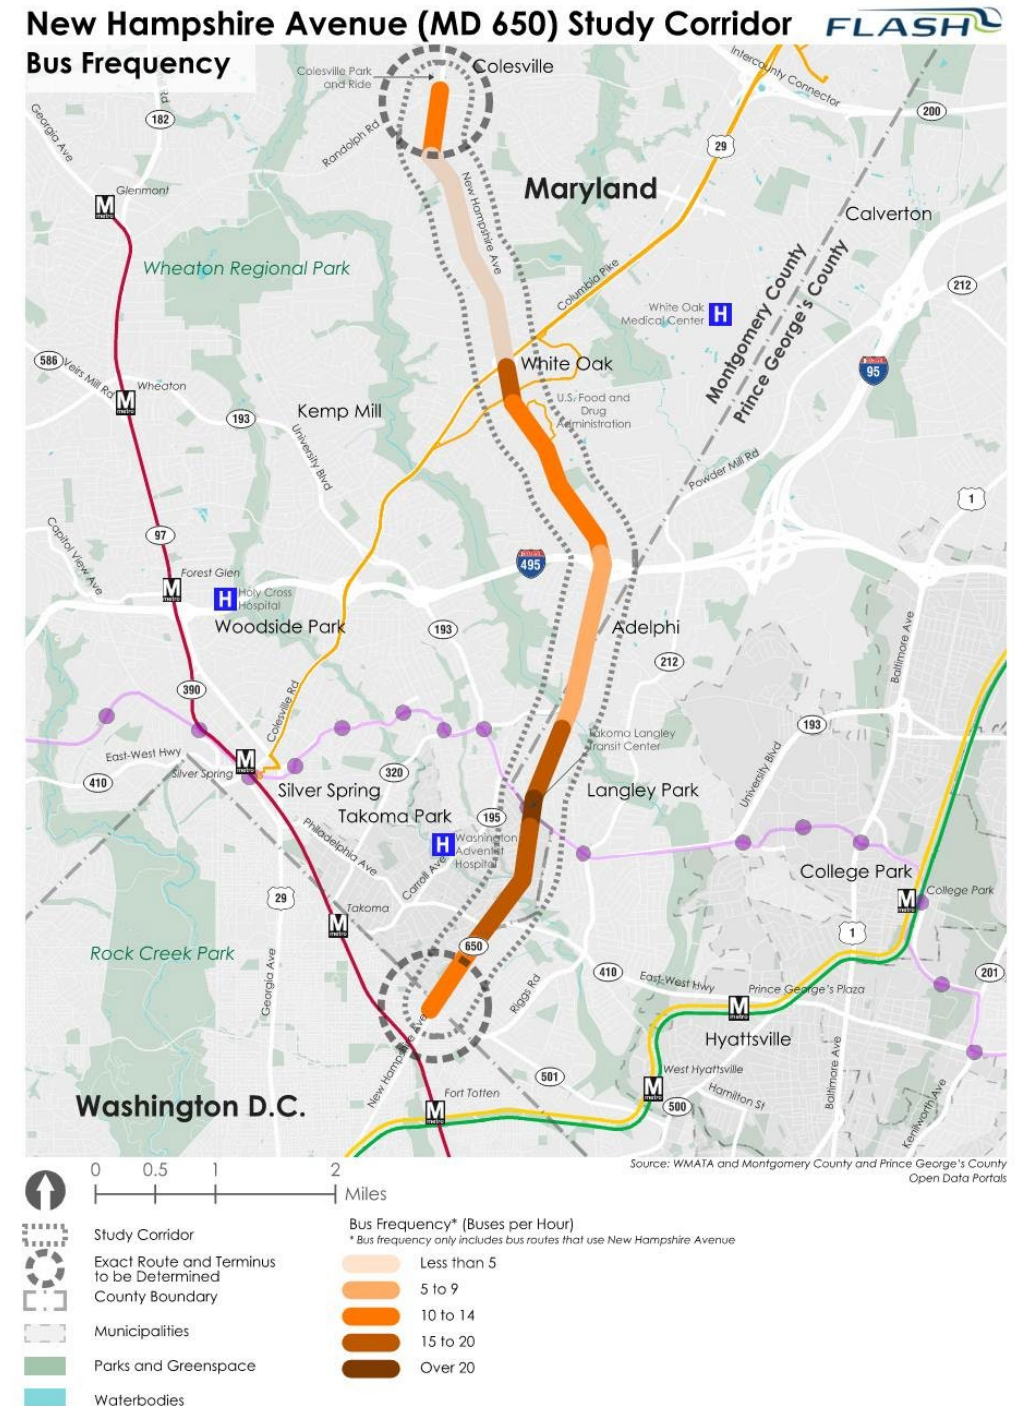 New Hampshire Avenue (MD 650) Study Corridor
FLASH
Bus Frequency
Colesville Park
and Ride
Colesville
Intercounty Connector
Georgia Ave
Rd
182
200
Randolph Rd
29
New Hampshire Ave
Maryland
Glenmont
M
metro
Calverton
Wheaton Regional Park
Montgomery County
Prince George's County
Columbia Pike
212
White Oak
Medical Center
H
586
Veirs Mill Rd
White Oak
95
Wheaton
M
metro
193
Kemp Mill
U.S. Food and
Drug
Administration
University Blvd
Powder Mill Rd
1
Capitol View Ave
97
495
Forest Glen
M
metro
H
Holy Cross
Hospital
Woodside Park
193
Adelphi
212
Baltimore Ave
390
Colesville Rd
193
Takoma Langley
Transit Center
East-West Hwy
University Blvd
410
Silver Spring
M
metro
320
Silver Spring
Langley Park
Takoma Park
195
Philadelphia Ave
H
Washington
Adventist
Hospital
Carroll Ave
College Park
29
College Park
M
metro
Takoma
M
metro
1
650
Rock Creek Park
Georgia Ave
410
East-West Hwy
Prince George's Plaza
201
Riggs Rd
M
metro
New Hampshire Ave
Hyattsville
501
West Hyattsville
M
metro
Baltimore Ave
Hamilton St
Kenilworth Ave
500
Washington D.C.
Fort Totten
M
metro
Source: WMATA and Montgomery County and Prince George's County
Open Data Portals
0 0.5 1 2
Miles
Study Corridor
Exact Route and Terminus
to be Determined
County Boundary
Municipalities
Parks and Greenspace
Waterbodies
Bus Frequency* (Buses per Hour)
* Bus frequency only includes bus routes that use New Hampshire Avenue
Less than 5
5 to 9
10 to 14
15 to 20
Over 20